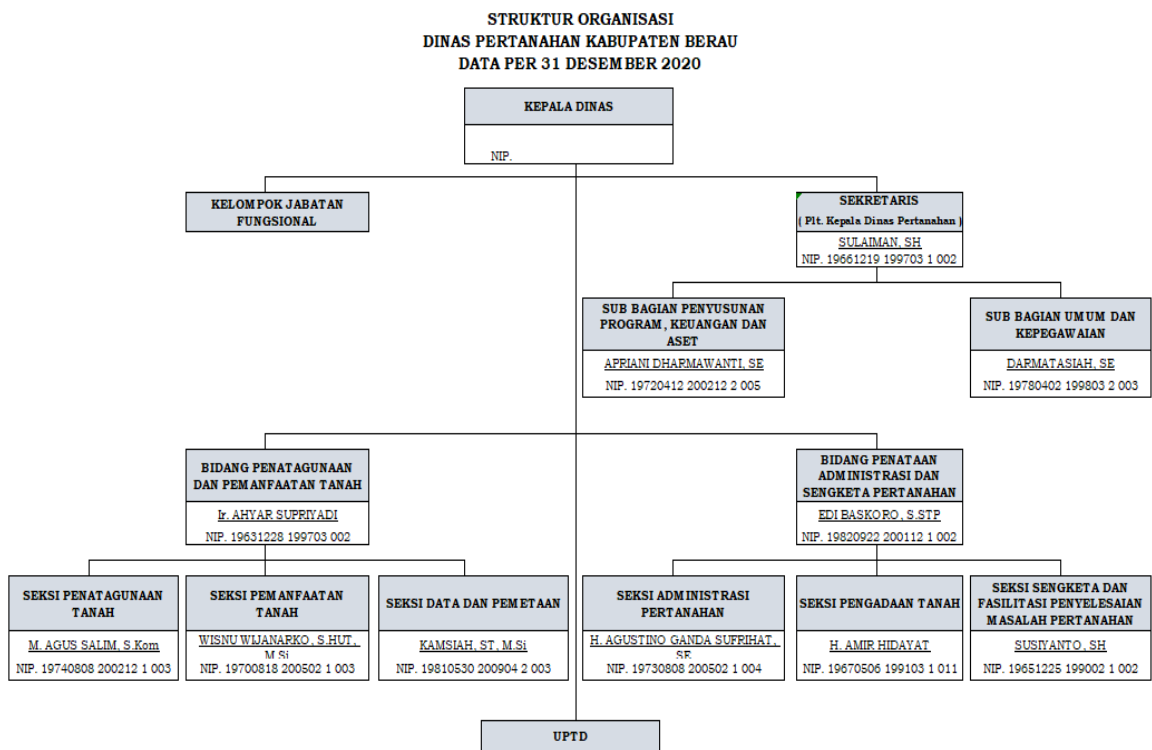 STRUKTUR ORGANISASI
DINAS PERTANAHAN KABUPATEN BERAU
DATA PER 31 DESEMBER 2020
KEPALA DINAS
NIP.
KELOMPOK JABATAN
FUNGSIONAL
SEKRETARIS
( Plt. Kepala Dinas Pertanahan )
SULAIMAN, SH
NIP. 19661219 199703 1 002
SUB BAGIAN PENYUSUNAN
PROGRAM, KEUANGAN DAN
ASET
APRIANI DHARMAWANTI, SE
NIP. 19720412 200212 2 005
SUB BAGIAN UMUM DAN
KEPEGAWAIAN
DARMATASIAH, SE
NIP. 19780402 199803 2 003
BIDANG PENATAGUNAAN
DAN PEMANFAATAN TANAH
Ir. AHYAR SUPRIYADI
NIP. 19631228 199703 002
BIDANG PENATAAN
ADMINISTRASI DAN
SENGKETA PERTANAHAN
EDI BASKORO, S.STP
NIP. 19820922 200112 1 002
SEKSI PENATAGUNAAN
TANAH
M. AGUS SALIM, S.Kom
NIP. 19740808 200212 1 003
SEKSI PEMANFAATAN
TANAH
WISNU WIJANARKO, S.HUT,
M.Si
NIP. 19700818 200502 1 003
SEKSI DATA DAN PEMETAAN
KAMSIAH, ST, M.Si
NIP. 19810530 200904 2 003
SEKSI ADMINISTRASI
PERTANAHAN
H. AGUSTINO GANDA SUFRIHAT,
SE
NIP. 19730808 200502 1 004
SEKSI PENGADAAN TANAH
H. AMIR HIDAYAT
NIP. 19670506 199103 1 011
SEKSI SENGKETA DAN
FASILITASI PENYELESAIAN
MASALAH PERTANAHAN
SUSIYANTO, SH
NIP. 19651225 199002 1 002
UPTD